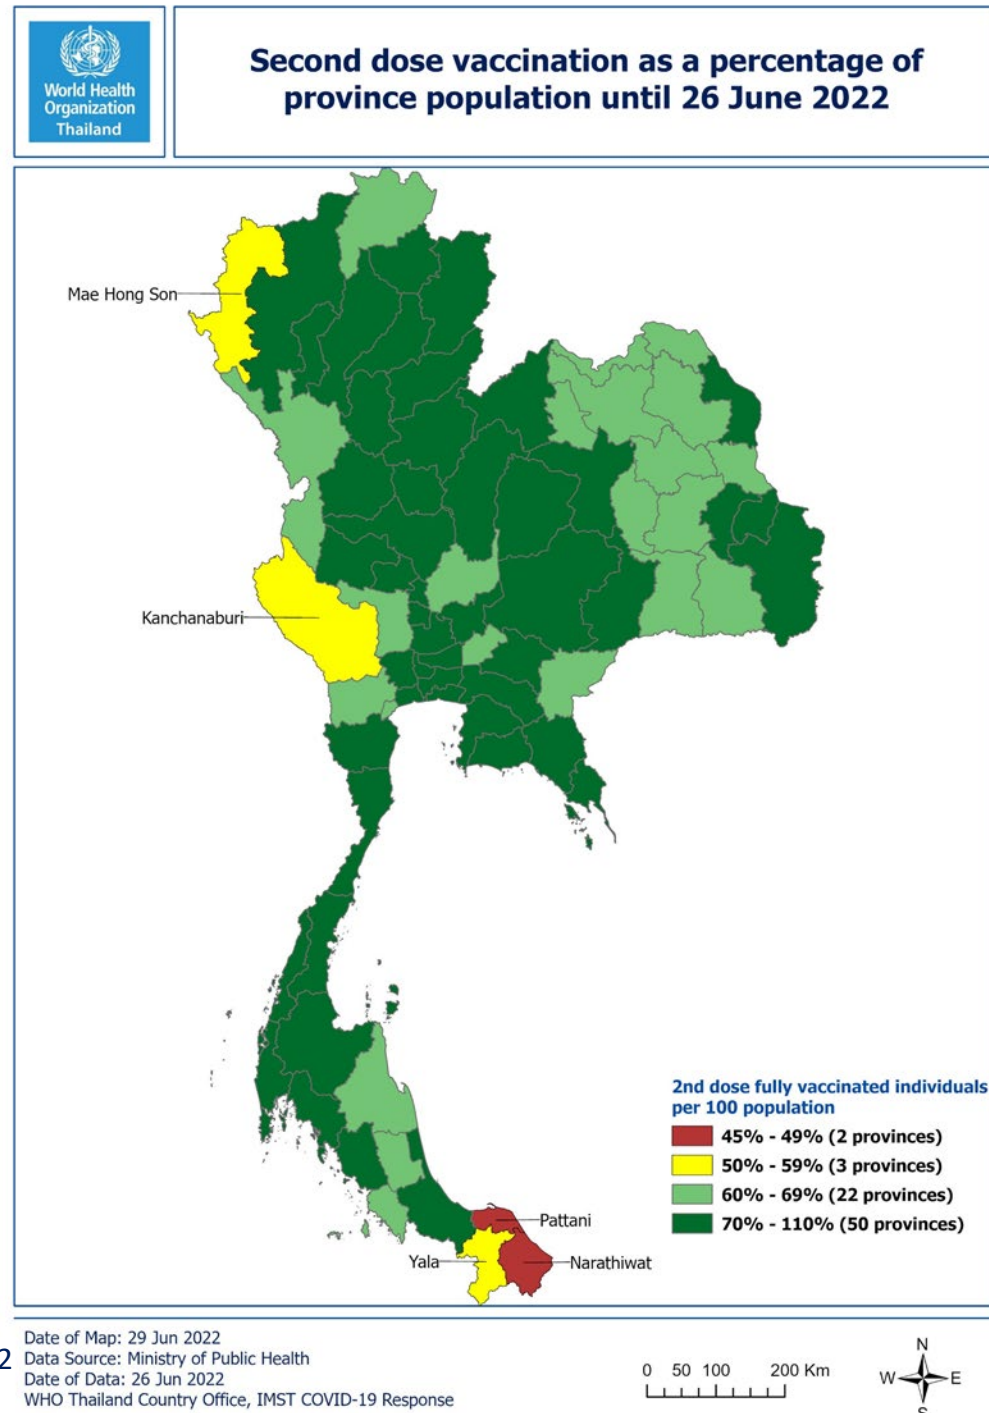 World Health
Organization
Thailand
Second dose vaccination as a percentage of
province population until 26 June 2022
Mae Hong Son
Kanchanaburi
2nd dose fully vaccinated individuals
per 100 population
45% - 49% (2 provinces)
50% - 59% (3 provinces)
60% - 69% (22 provinces)
70% - 110% (50 provinces)
Pattani
Yala
Narathiwat
Date of Map: 29 Jun 2022
2 Data Source: Ministry of Public Health
Date of Data: 26 Jun 2022
WHO Thailand Country Office, IMST COVID-19 Response
0 50 100 200 Km
N
W E
S